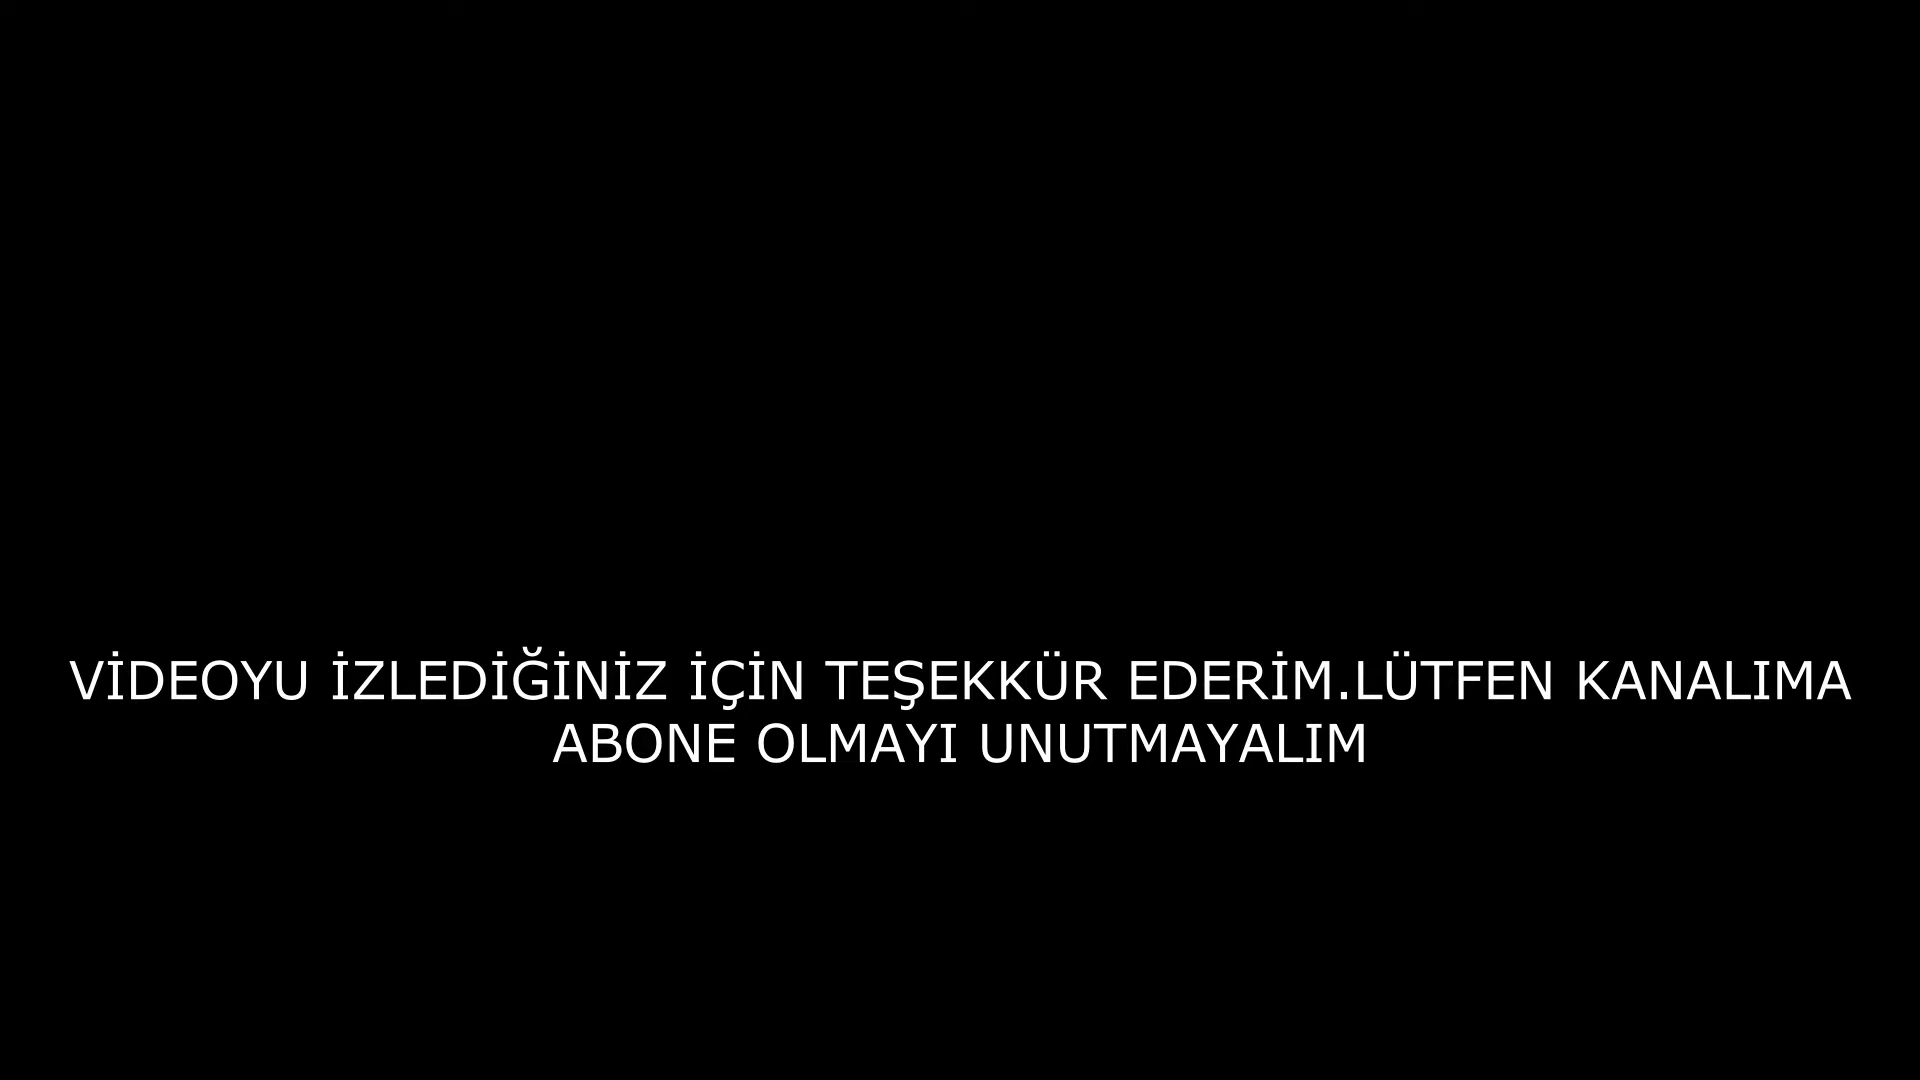 VİDEOYU İZLEDİĞİNİZ İÇİN TEŞEKKÜR EDERİM.LÜTFEN KANALIMA
ABONE OLMAYI UNUTMAYALIM